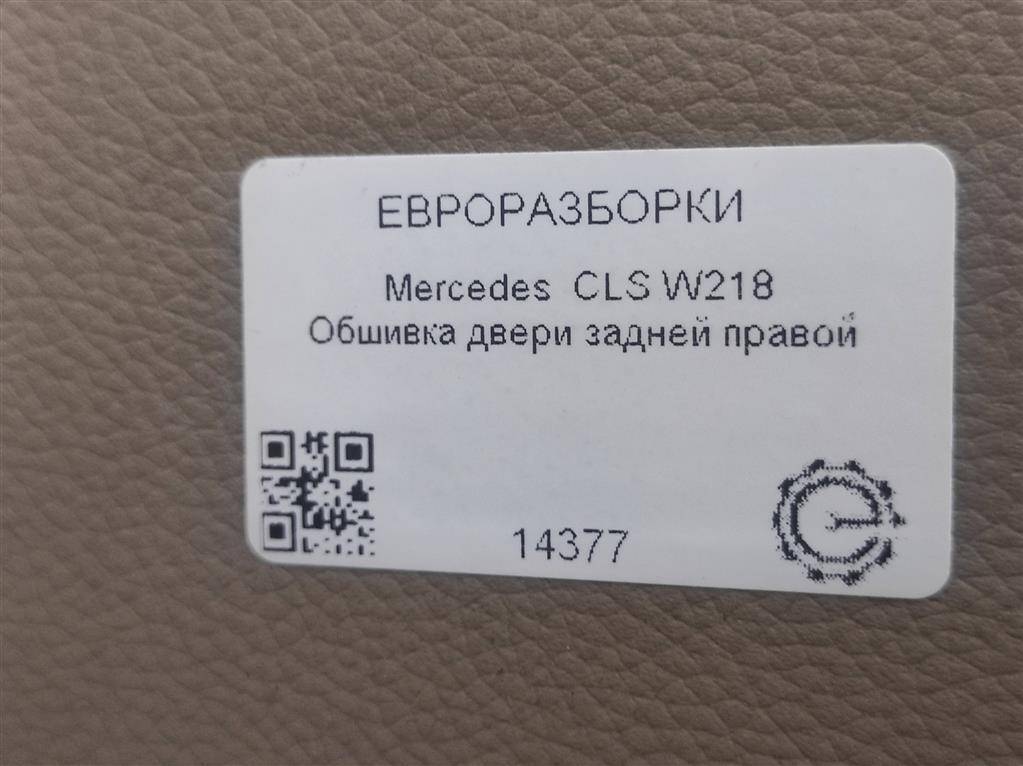 ЕВРОРАЗБОРКИ
Mercedes CLS W218
Обшивка двери задней правой
14377